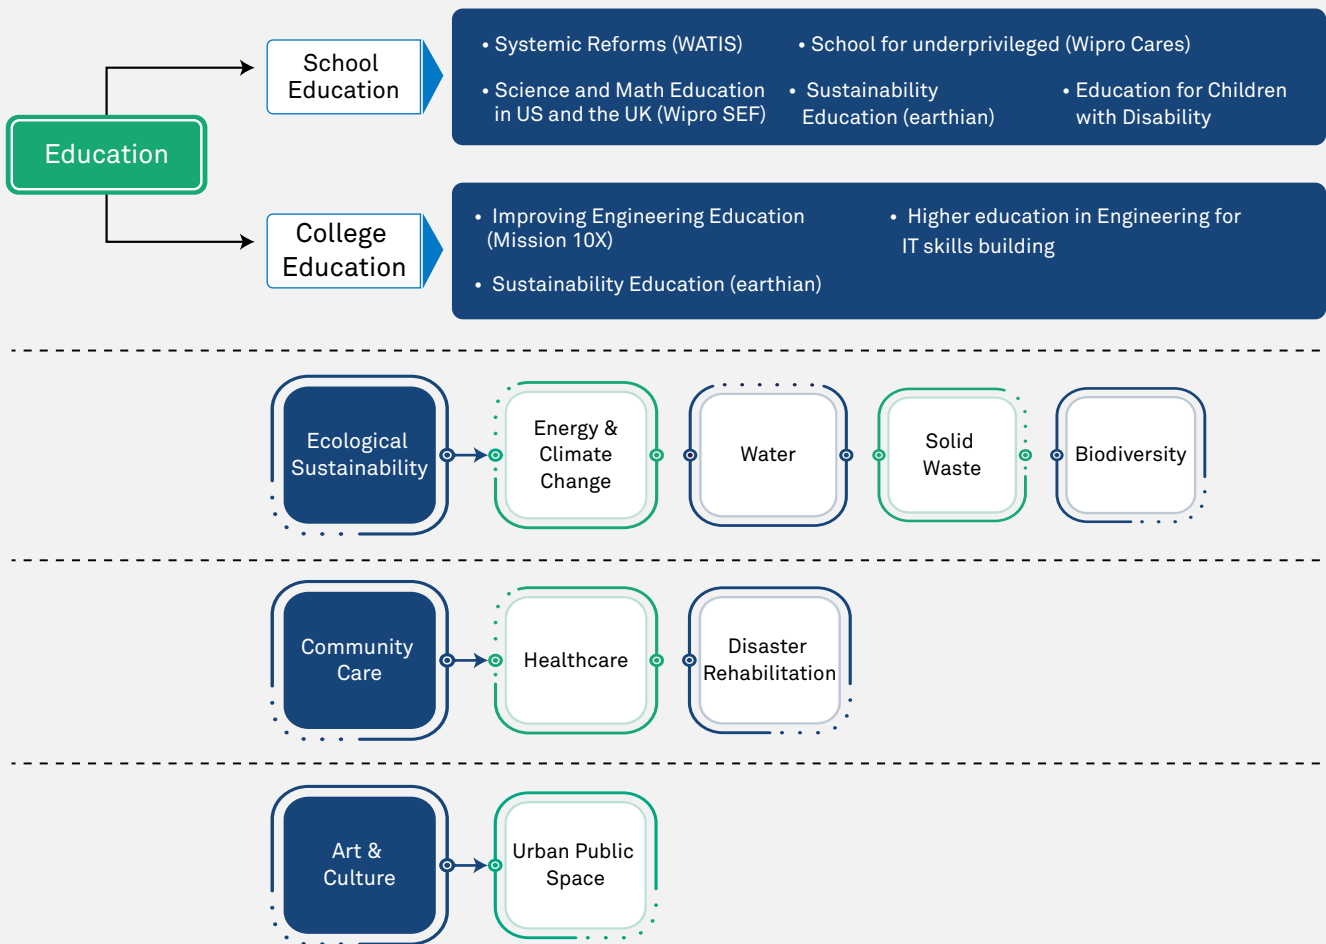 Education
School
Education
• Systemic Reforms (WATIS)
• School for underprivileged (Wipro Cares)
• Science and Math Education
in US and the UK (Wipro SEF)
• Sustainability
Education (earthian)
• Education for Children
with Disability
College
Education
• Improving Engineering Education
(Mission 10X)
• Higher education in Engineering for
IT skills building
• Sustainability Education (earthian)
Ecological
Sustainability
Energy &
Climate
Change
Water
Solid
Waste
Biodiversity
Community
Care
Healthcare
Disaster
Rehabilitation
Art &
Culture
Urban Public
Space